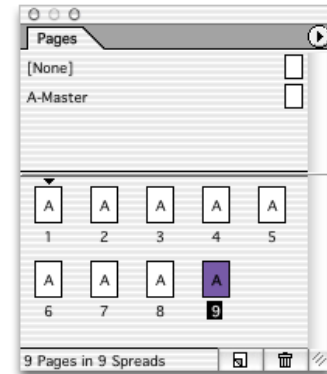 Pages
[None]
A-Master
A A A A A
1 2 3 4 5
A A A A
6 7 8 9
9 Pages in 9 Spreads